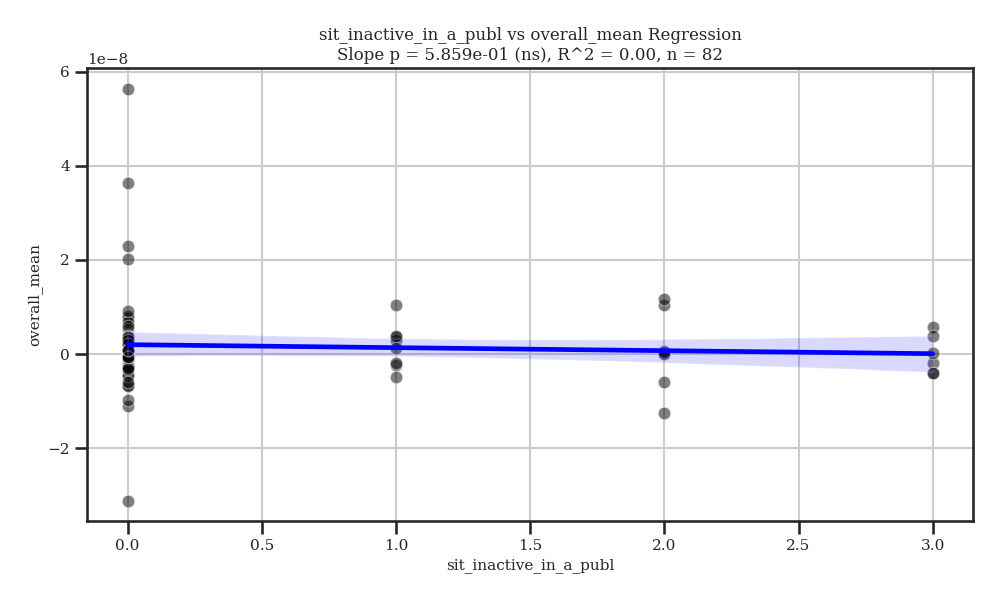 sit_inactive_in_a_publ vs overall_mean Regression
Slope p = 5.859e-01 (ns), R^2 = 0.00, n = 82
1e−8
6
4
2
0
−2
overall_mean
0.0 0.5 1.0 1.5 2.0 2.5 3.0
sit_inactive_in_a_publ